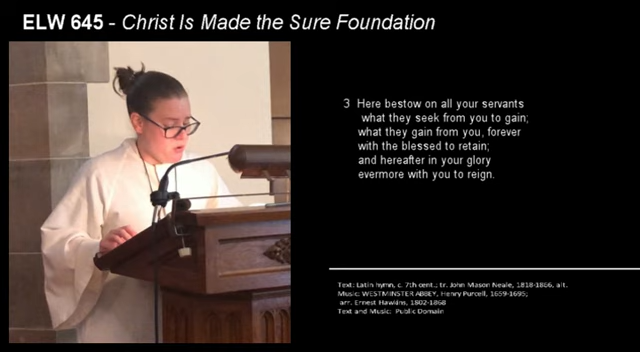 ELW 645 - Christ Is Made the Sure Foundation
3 Here bestow on all your servants
what they seek from you to gain;
what they gain from you, forever
with the blessed to retain;
and hereafter in your glory
evermore with you to reign.
Text: Latin hymn, c. 7th cent.; tr. John Mason Neale, 1818-1866, alt.
Music: WESTMINSTER ABBEY, Henry Purcell, 1659-1695;
arr. Ernest Hawkins, 1802-1868
Text and Music: Public Domain